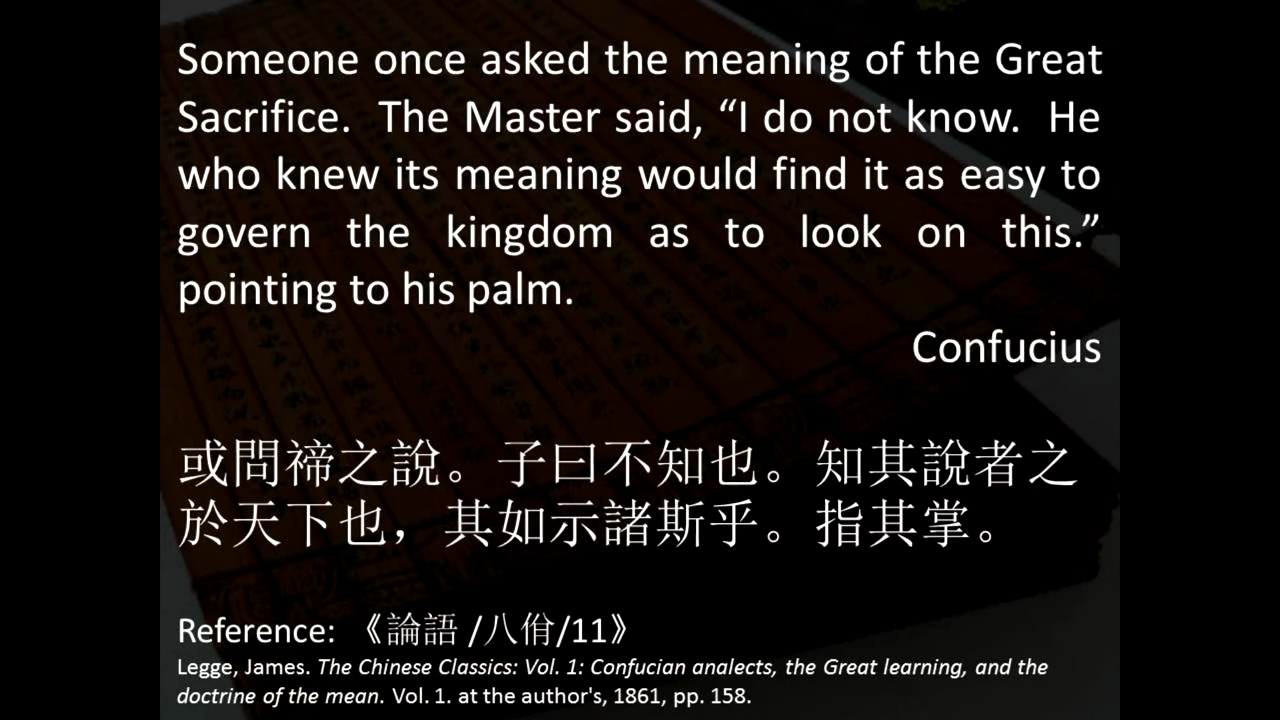 Someone once asked the meaning of the Great
Sacrifice.  The Master said, “I do not know.  He
who knew its meaning would find it as easy to
govern the kingdom as to look on this.”
pointing to his palm.
Confucius
或問禘之說。子曰不知也。知其說者之
於天下也，其如示諸斯乎。指其掌。
Reference:  《論語 /八佾/11》
Legge, James. The Chinese Classics: Vol. 1: Confucian analects, the Great learning, and the
doctrine of the mean. Vol. 1. at the author's, 1861, pp. 158.